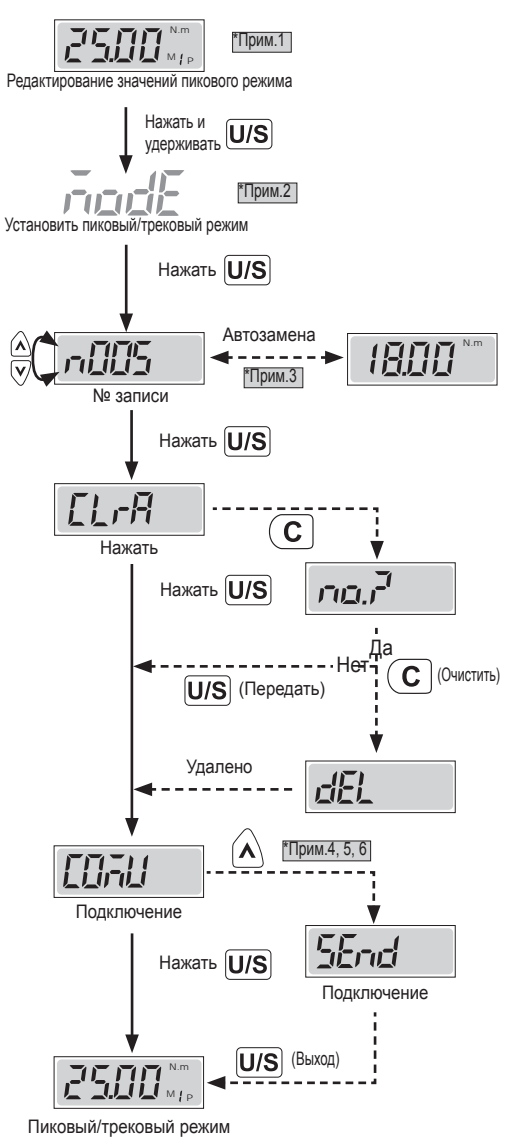 25.00 N.m M1P *Прим.1
Редактирование значений пикового режима
Нажать и
удерживать U/S
*Прим.2
Установить пиковый/трековый режим
Нажать U/S
n005 Автозамена 18.00 N.m
*Прим.3
№ записи
Нажать U/S
CLrA
C
Нажать
Нажать U/S
no.?
Да
Нет
C (Очистить)
U/S (Передать)
Удалено
dEL
*Прим.4, 5, 6
Подключение
SEnd
Нажать U/S
Подключение
U/S (Выход)
25.00 N.m M1P
Пиковый/трековый режим